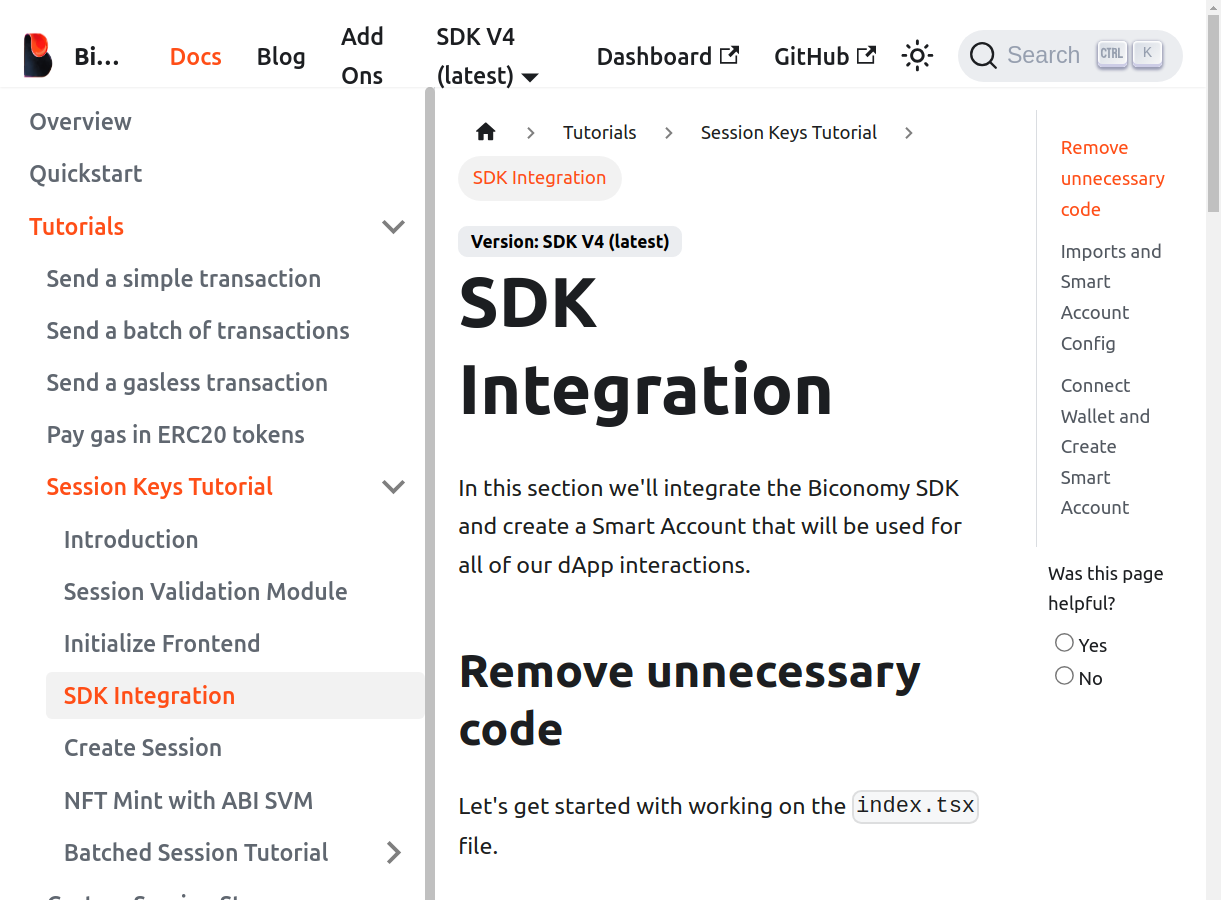 Bi...
Docs
Blog
Add
Ons
SDK V4
(latest)
Dashboard
GitHub
Search
CTRL
K
Overview
Quickstart
Tutorials
Send a simple transaction
Send a batch of transactions
Send a gasless transaction
Pay gas in ERC20 tokens
Session Keys Tutorial
Introduction
Session Validation Module
Initialize Frontend
SDK Integration
Create Session
NFT Mint with ABI SVM
Batched Session Tutorial
Tutorials
Session Keys Tutorial
SDK Integration
Version: SDK V4 (latest)
SDK
Integration
In this section we'll integrate the Biconomy SDK
and create a Smart Account that will be used for
all of our dApp interactions.
Remove unnecessary
code
Let's get started with working on the index.tsx
file.
Remove
unnecessary
code
Imports and
Smart
Account
Config
Connect
Wallet and
Create
Smart
Account
Was this page
helpful?
Yes
No